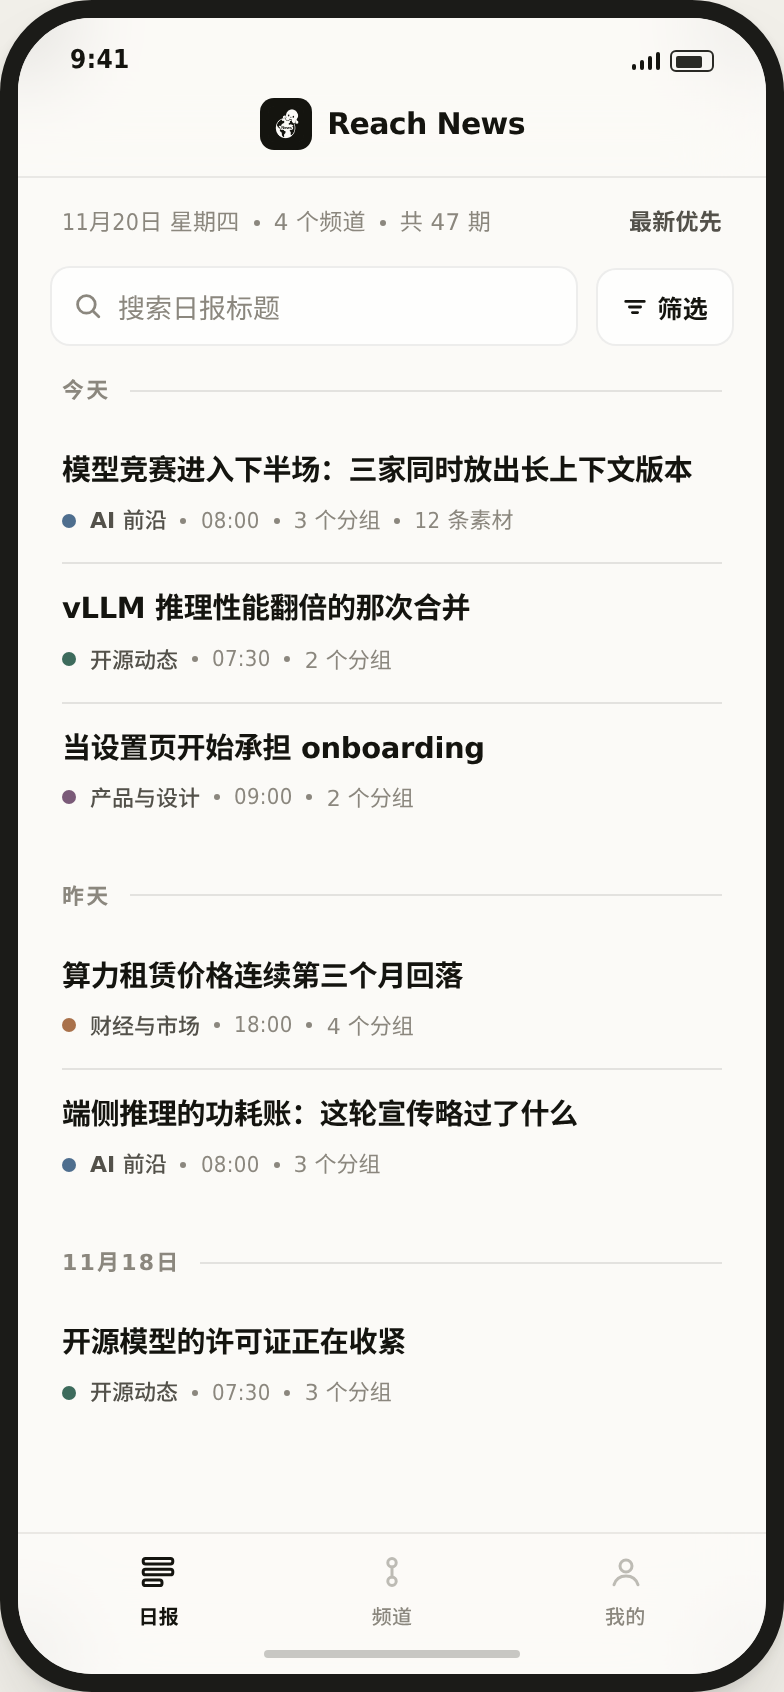 9:41
Reach News
11月20日 星期四 • 4 个频道 • 共 47 期 最新优先
搜索日报标题 筛选
今天
模型竞赛进入下半场：三家同时放出长上下文版本
AI 前沿 • 08:00 • 3 个分组 • 12 条素材
vLLM 推理性能翻倍的那次合并
开源动态 • 07:30 • 2 个分组
当设置页开始承担 onboarding
产品与设计 • 09:00 • 2 个分组
昨天
算力租赁价格连续第三个月回落
财经与市场 • 18:00 • 4 个分组
端侧推理的功耗账：这轮宣传略过了什么
AI 前沿 • 08:00 • 3 个分组
11月18日
开源模型的许可证正在收紧
开源动态 • 07:30 • 3 个分组
日报 频道 我的